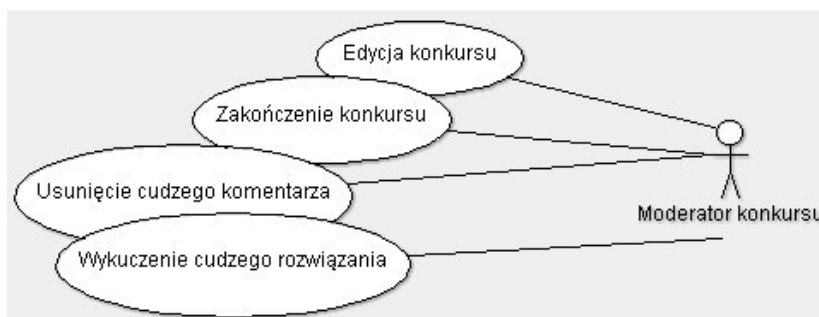 Edycja konkursu
Zakończenie konkursu
Usunięcie cudzego komentarza
Moderator konkursu
Wykuczenie cudzego rozwiązania